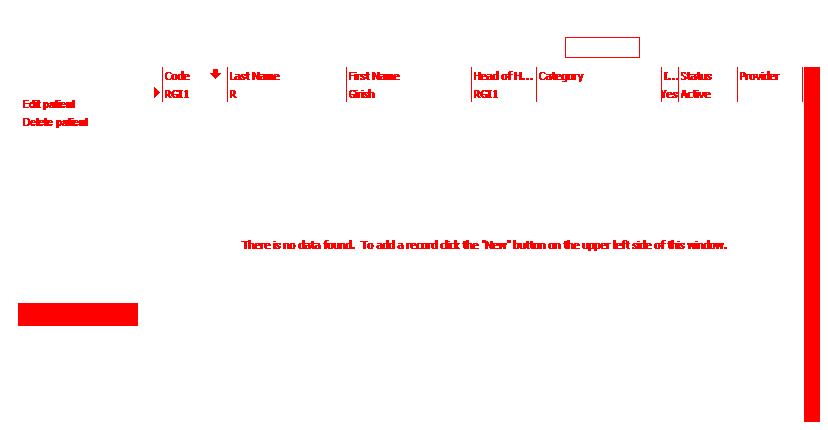 Code Last Name First Name Head of H... Category I... Status Provider
RGI1 R Girish RGI1 Yes Active
Edit patient
Delete patient
There is no data found. To add a record click the "New" button on the upper left side of this window.